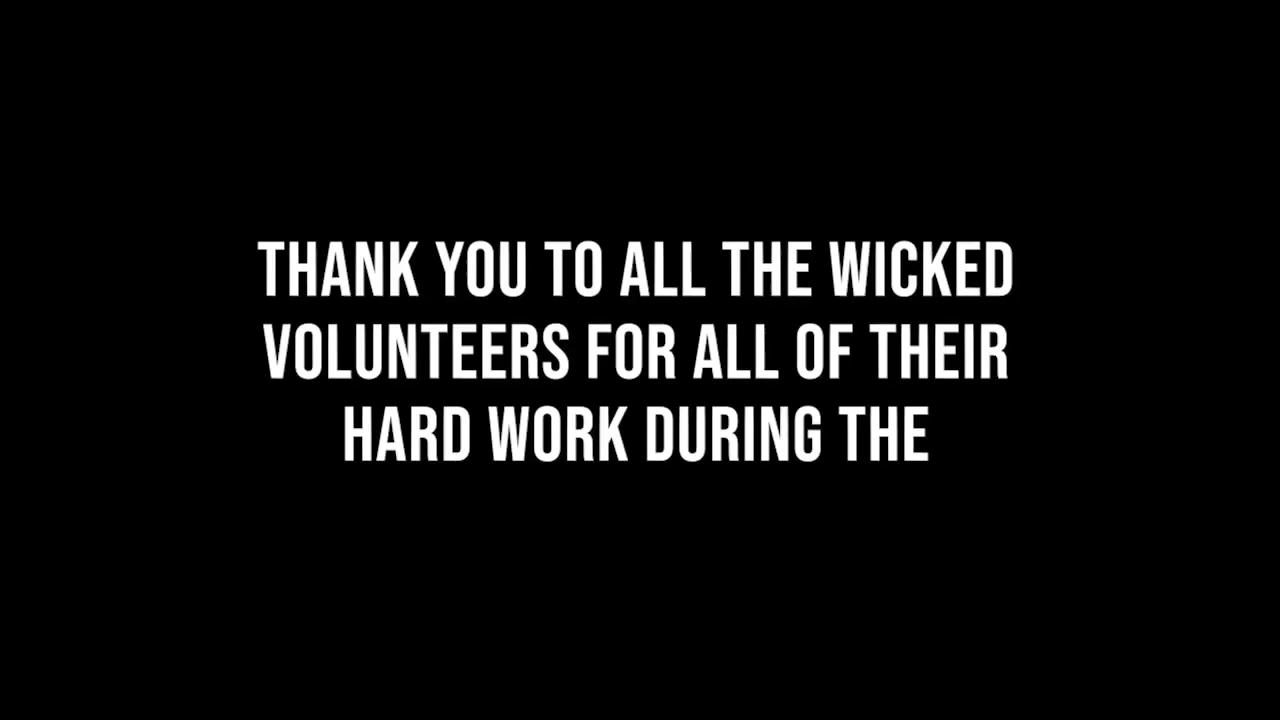 THANK YOU TO ALL THE WICKED
VOLUNTEERS FOR ALL OF THEIR
HARD WORK DURING THE